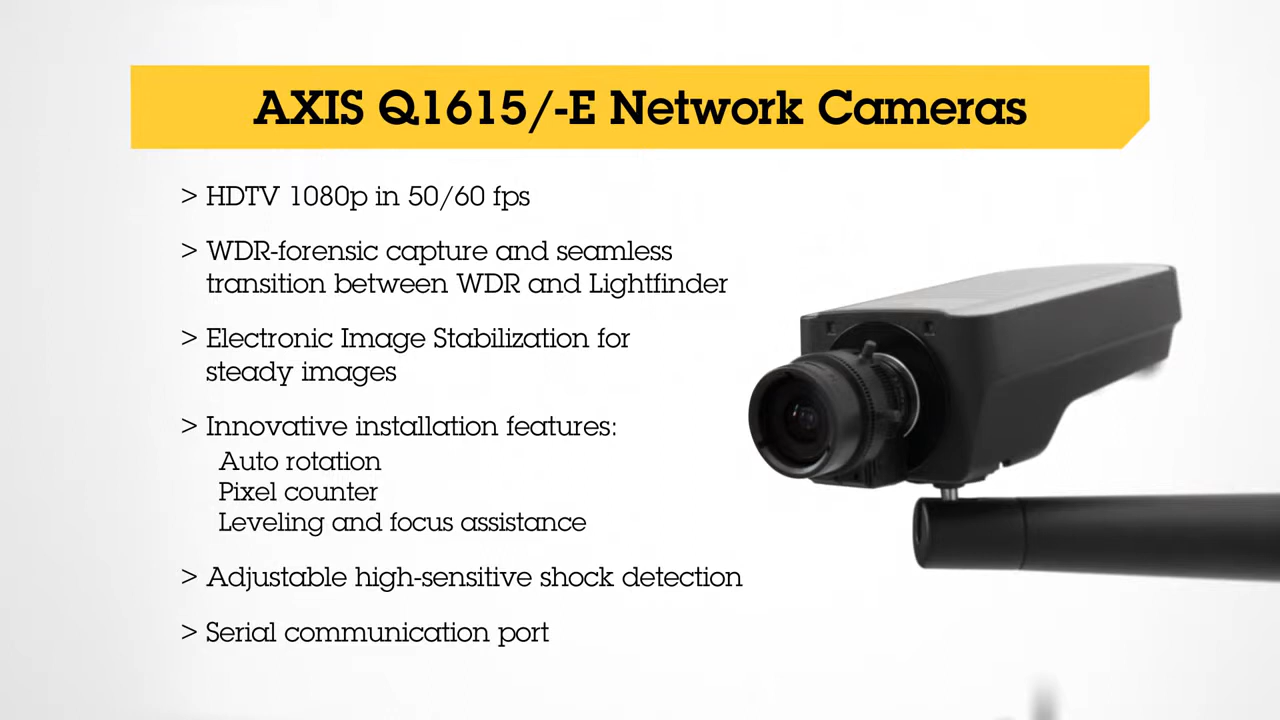 AXIS Q1615/-E Network Cameras
> HDTV 1080p in 50/60 fps
> WDR-forensic capture and seamless
transition between WDR and Lightfinder
> Electronic Image Stabilization for
steady images
> Innovative installation features:
Auto rotation
Pixel counter
Leveling and focus assistance
> Adjustable high-sensitive shock detection
> Serial communication port